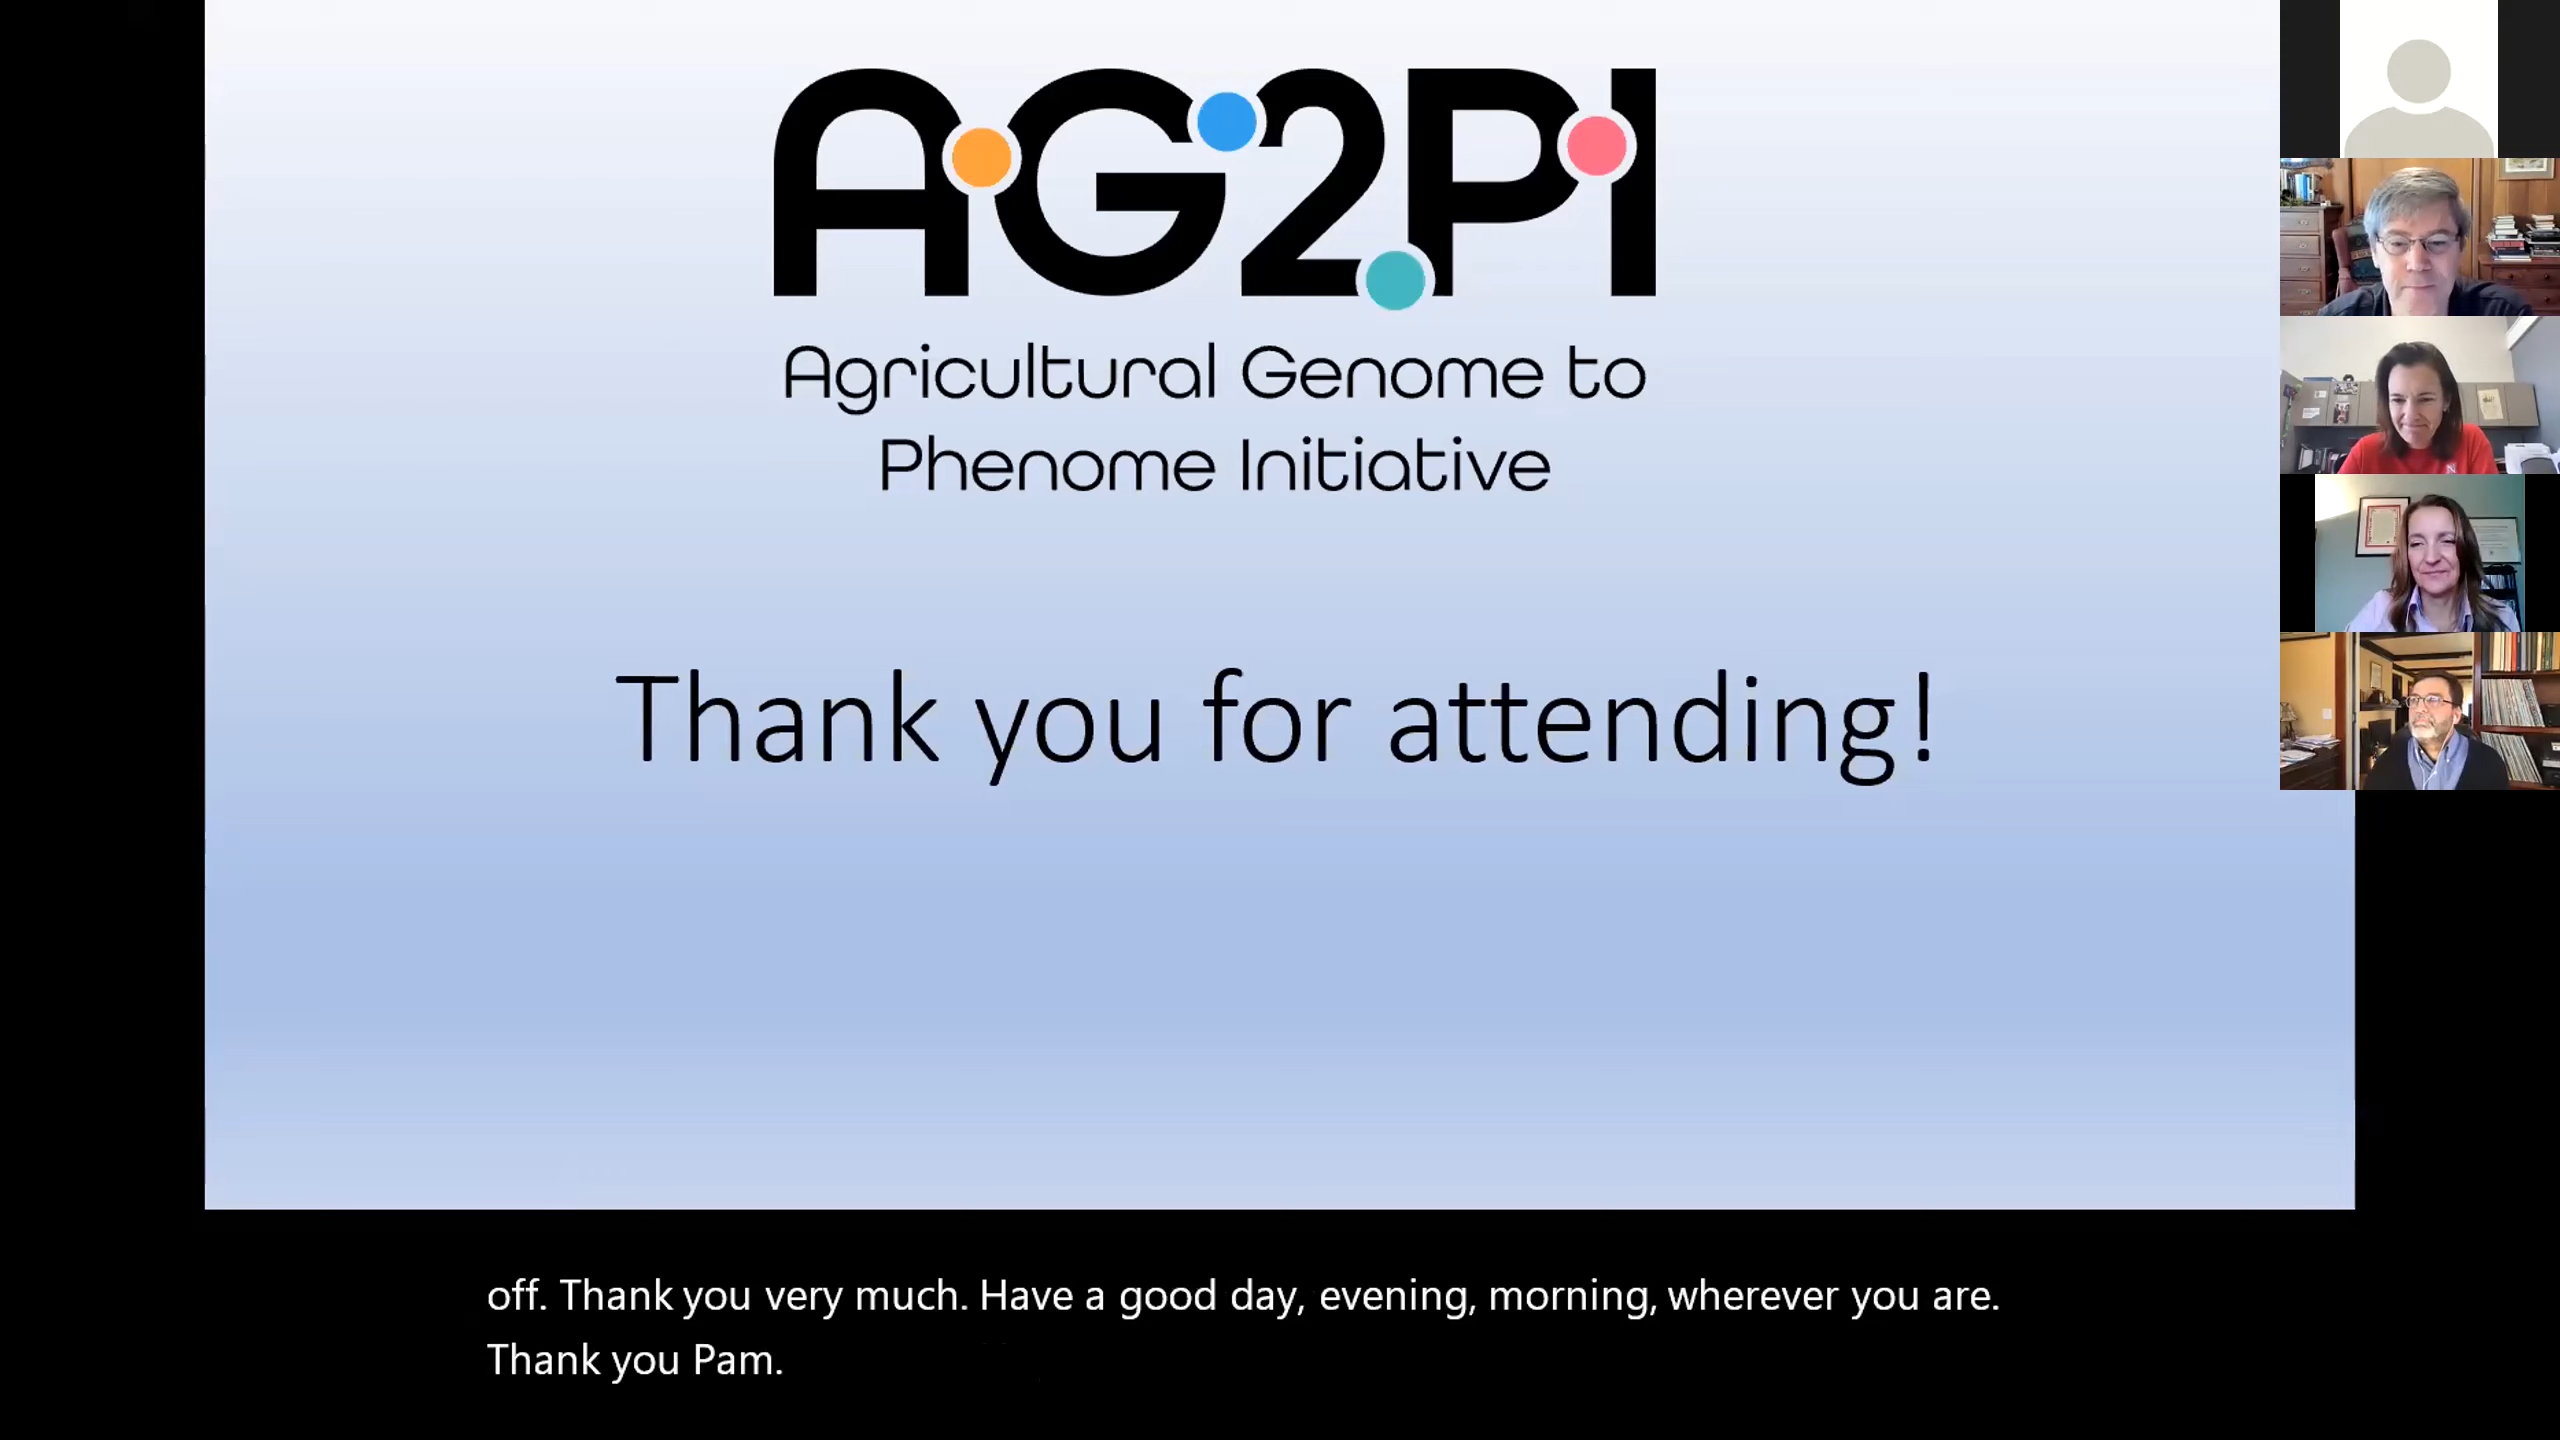 AG2PI
Agricultural Genome to
Phenome Initiative
Thank you for attending!
off. Thank you very much. Have a good day, evening, morning, wherever you are.
Thank you Pam.